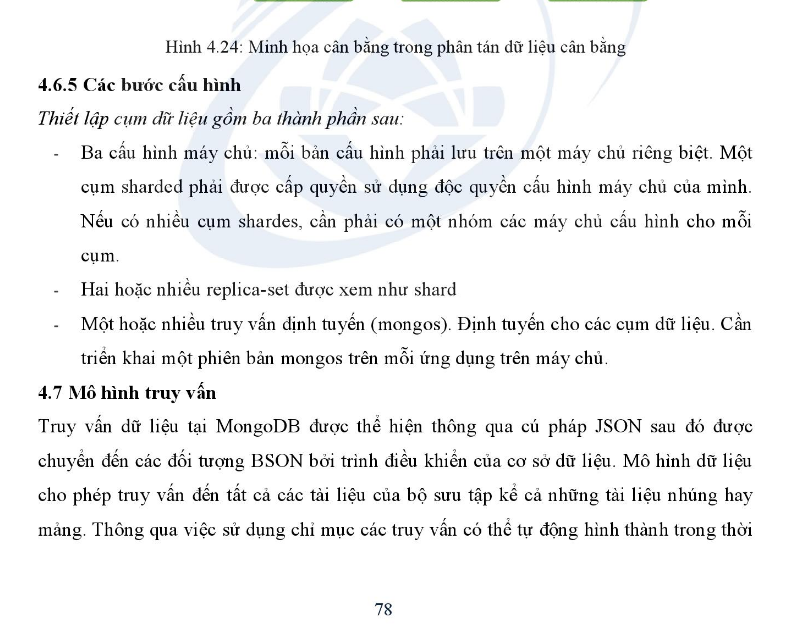 Hình 4.24: Minh họa cân bằng trong phân tán dữ liệu cân bằng
4.6.5 Các bước cấu hình
Thiết lập cụm dữ liệu gồm ba thành phần sau:
- Ba cấu hình máy chủ: mỗi bản cấu hình phải lưu trên một máy chủ riêng biệt. Một
cụm sharded phải được cấp quyền sử dụng độc quyền cấu hình máy chủ của mình.
Nếu có nhiều cụm shardes, cần phải có một nhóm các máy chủ cấu hình cho mỗi
cụm.
- Hai hoặc nhiều replica-set được xem như shard
- Một hoặc nhiều truy vấn định tuyến (mongos). Định tuyến cho các cụm dữ liệu. Cần
triển khai một phiên bản mongos trên mỗi ứng dụng trên máy chủ.
4.7 Mô hình truy vấn
Truy vấn dữ liệu tại MongoDB được thể hiện thông qua cú pháp JSON sau đó được
chuyển đến các đối tượng BSON bởi trình điều khiển của cơ sở dữ liệu. Mô hình dữ liệu
cho phép truy vấn đến tất cả các tài liệu của bộ sưu tập kể cả những tài liệu nhúng hay
mảng. Thông qua việc sử dụng chỉ mục các truy vấn có thể tự động hình thành trong thời
78